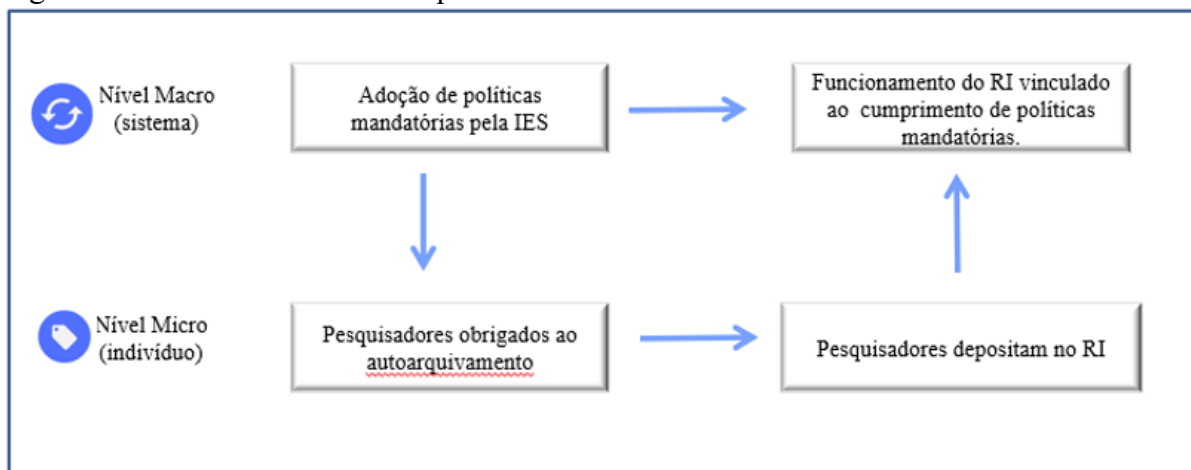 Nível Macro
(sistema)
Adoção de políticas
mandatórias pela IES
Funcionamento do RI vinculado
ao cumprimento de políticas
mandatórias.
Nível Micro
(indivíduo)
Pesquisadores obrigados ao
autoarquivamento
Pesquisadores depositam no RI